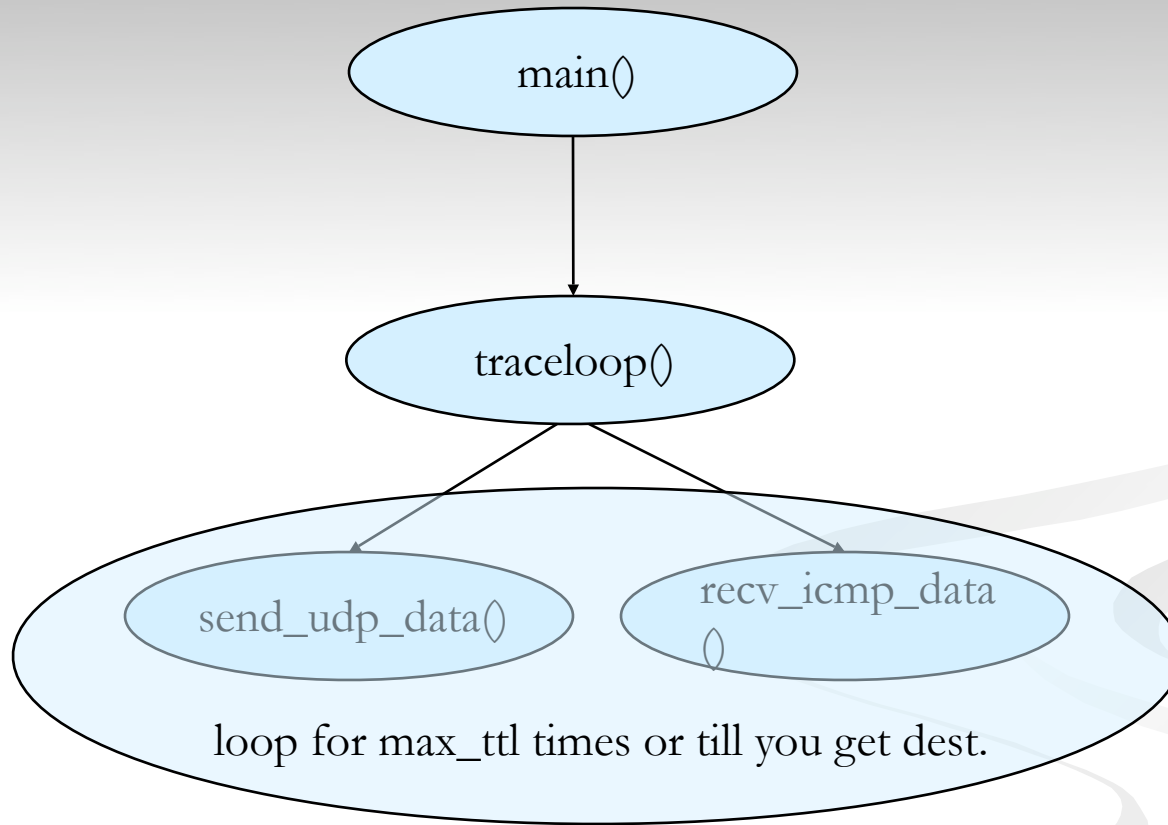 main()
traceloop()
send_udp_data()
recv_icmp_data
()
loop for max_ttl times or till you get dest.